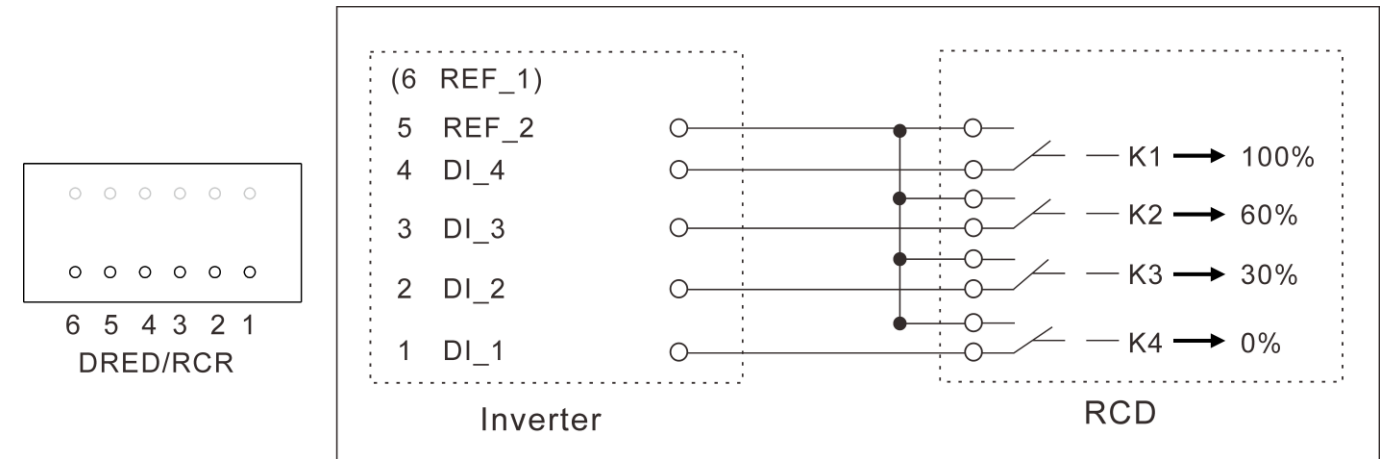 6 5 4 3 2 1
DRED/RCR
(6 REF_1)
5 REF_2
4 DI_4
3 DI_3
2 DI_2
1 DI_1
Inverter
K1 100%
K2 60%
K3 30%
K4 0%
RCD